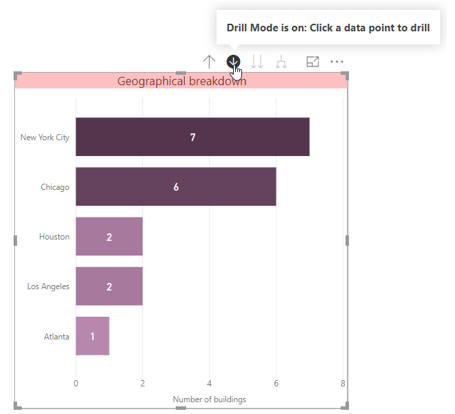 Drill Mode is on: Click a data point to drill
Geographical breakdown
New York City 7
Chicago 6
Houston 2
Los Angeles 2
Atlanta 1
0 2 4 6 8
Number of buildings